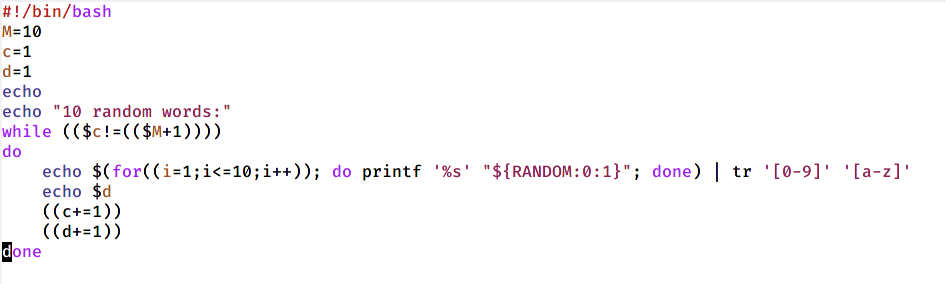 #!/bin/bash
M=10
c=1
d=1
echo
echo "10 random words:"
while (($c!=(($M+1))))
do
    echo $(for((i=1;i<=10;i++)); do printf '%s' "${RANDOM:0:1}"; done) | tr '[0-9]' '[a-z]'
    echo $d
    ((c+=1))
    ((d+=1))
done